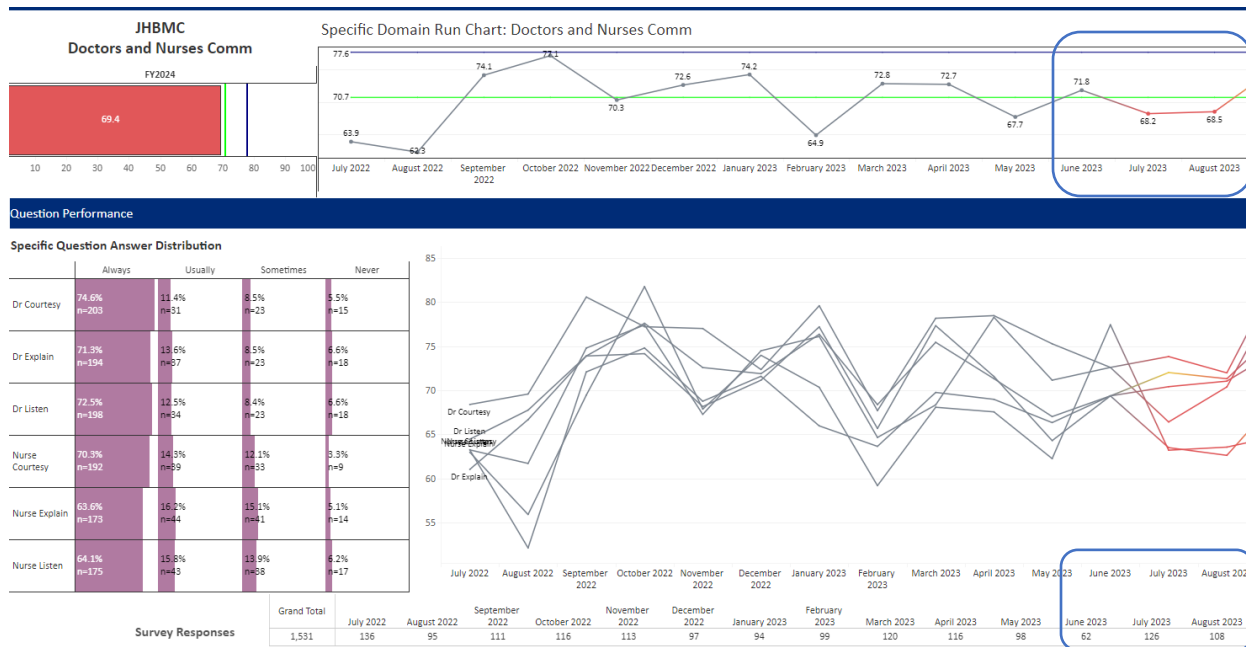 JHBMC
Doctors and Nurses Comm
FY2024
69.4
10 20 30 40 50 60 70 80 90 100
Specific Domain Run Chart: Doctors and Nurses Comm
77.6
70.7
63.9 74.1 70.3 72.6 74.2 64.9 72.8 72.7 67.7 71.8 68.2 68.5
July 2022 August 2022 September 2022 October 2022 November 2022 December 2022 January 2023 February 2023 March 2023 April 2023 May 2023 June 2023 July 2023 August 2023
Question Performance
Specific Question Answer Distribution
Always Usually Sometimes Never
Dr Courtesy 74.6% n=203 11.4% n=31 8.5% n=23 5.5% n=15
Dr Explain 71.3% n=194 13.6% n=37 8.5% n=23 6.6% n=18
Dr Listen 72.5% n=198 12.5% n=34 8.4% n=23 6.6% n=18
Nurse Courtesy 70.3% n=192 14.3% n=39 12.1% n=33 3.3% n=9
Nurse Explain 63.6% n=173 16.2% n=44 15.1% n=41 5.1% n=14
Nurse Listen 64.1% n=175 15.8% n=43 13.9% n=38 6.2% n=17
85
80
75
70
65
60
55
Dr Courtesy
Dr Listen
Dr Explain
July 2022 August 2022 September 2022 October 2022 November 2022 December 2022 January 2023 February 2023 March 2023 April 2023 May 2023 June 2023 July 2023 August 202
Survey Responses
Grand Total July 2022 August 2022 September 2022 October 2022 November 2022 December 2022 January 2023 February 2023 March 2023 April 2023 May 2023 June 2023 July 2023 August 2023
1,531 136 95 111 116 113 97 94 99 120 116 98 62 126 108